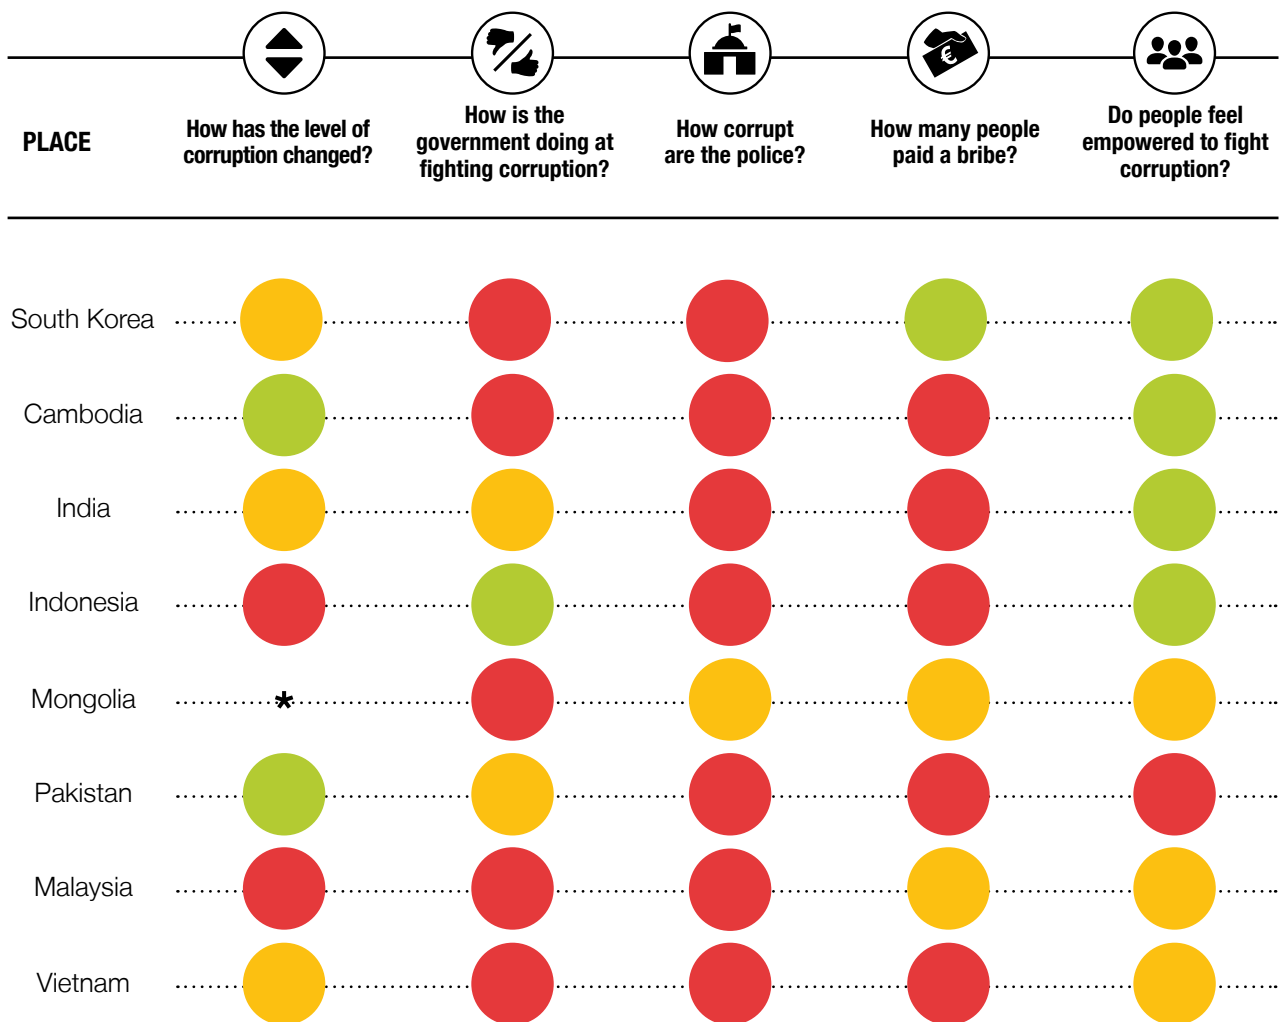 PLACE
How has the level of
corruption changed?
How is the
government doing at
fighting corruption?
How corrupt
are the police?
€
How many people
paid a bribe?
Do people feel
empowered to fight
corruption?
South Korea
Cambodia
India
Indonesia
Mongolia *
Pakistan
Malaysia
Vietnam